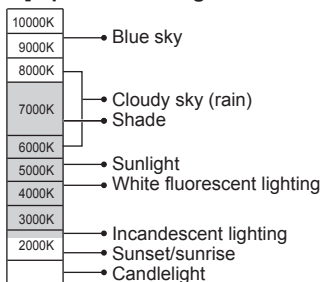 10000K
9000K
Blue sky
8000K
7000K
Cloudy sky (rain)
Shade
6000K
5000K
Sunlight
4000K
White fluorescent lighting
3000K
Incandescent lighting
2000K
Sunset/sunrise
Candlelight